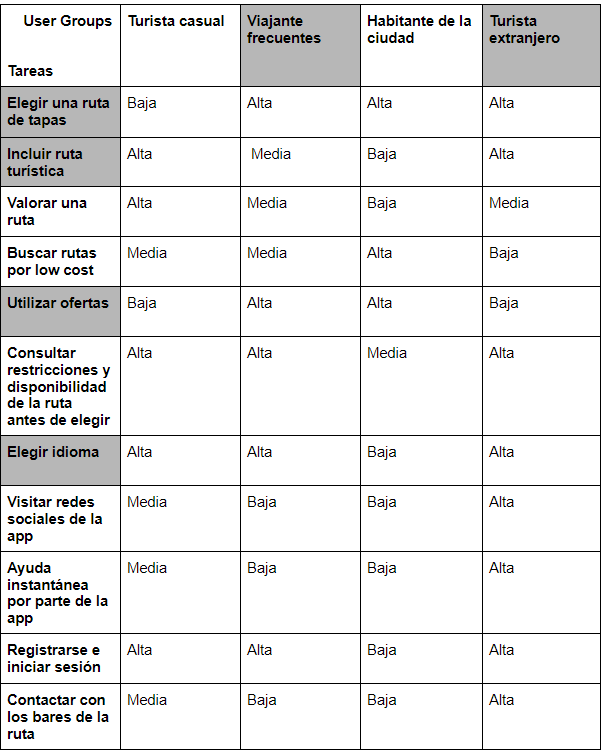 User Groups
Tareas
Turista casual
Viajante
frecuentes
Habitante de la
ciudad
Turista
extranjero
Elegir una ruta
de tapas
Baja
Alta
Alta
Alta
Incluir ruta
turística
Alta
Media
Baja
Alta
Valorar una
ruta
Alta
Media
Baja
Media
Buscar rutas
por low cost
Media
Media
Alta
Baja
Utilizar ofertas
Baja
Alta
Alta
Baja
Consultar
restricciones y
disponibilidad
de la ruta
antes de elegir
Alta
Alta
Media
Alta
Elegir idioma
Alta
Alta
Baja
Alta
Visitar redes
sociales de la
app
Media
Baja
Baja
Alta
Ayuda
instantánea
por parte de la
app
Media
Baja
Baja
Alta
Registrarse e
iniciar sesión
Alta
Alta
Baja
Alta
Contactar con
los bares de la
ruta
Media
Baja
Baja
Alta